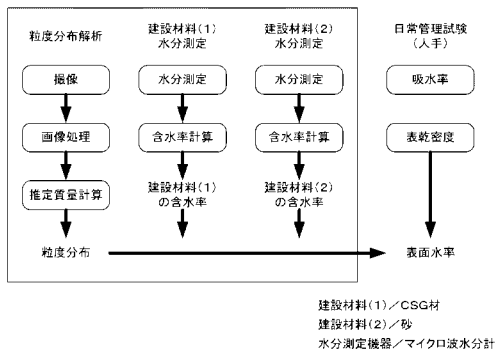 粒度分布解析
撮像
画像処理
推定質量計算
粒度分布
建設材料(1)
水分測定
水分測定
含水率計算
建設材料(1)
の含水率
建設材料(2)
水分測定
水分測定
含水率計算
建設材料(2)
の含水率
日常管理試験
(人手)
吸水率
表乾密度
表面水率
建設材料(1)/CSG材
建設材料(2)/砂
水分測定機器/マイクロ波水分計